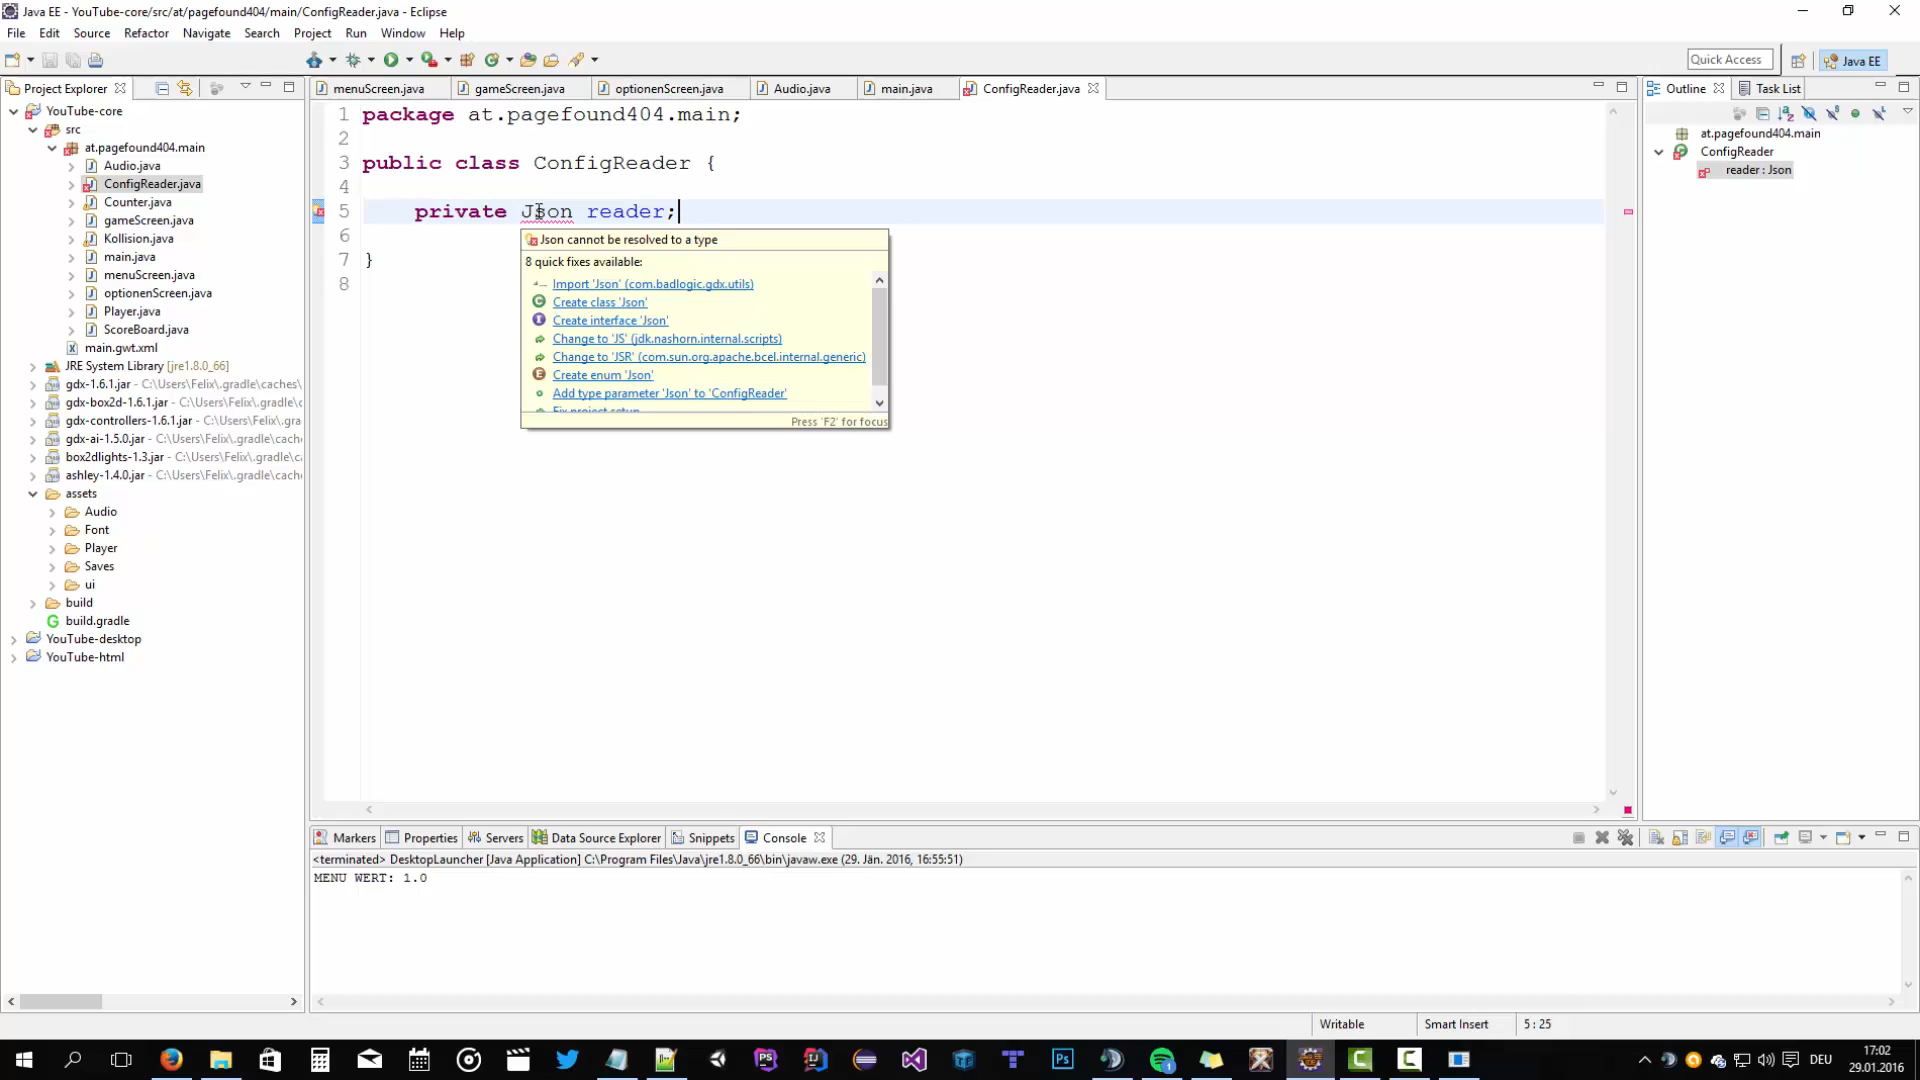 Java EE - YouTube-core/src/at/pagefound404/main/ConfigReader.java - Eclipse
File Edit Source Refactor Navigate Search Project Run Window Help
Quick Access
Java EE
Project Explorer
menuScreen.java
gameScreen.java
optionenScreen.java
Audio.java
main.java
ConfigReader.java
Outline
Task List
YouTube-core
src
at.pagefound404.main
Audio.java
ConfigReader.java
Counter.java
gameScreen.java
Kollision.java
main.java
menuScreen.java
optionenScreen.java
Player.java
ScoreBoard.java
main.gwt.xml
JRE System Library [jre1.8.0_66]
gdx-1.6.1.jar - C:\Users\Felix\.gradle\caches\
gdx-box2d-1.6.1.jar - C:\Users\Felix\.gradle\
gdx-controllers-1.6.1.jar - C:\Users\Felix\.g
gdx-ai-1.5.0.jar - C:\Users\Felix\.gradle\cach
box2dlights-1.3.jar - C:\Users\Felix\.gradle\c
ashley-1.4.0.jar - C:\Users\Felix\.gradle\cache
assets
Audio
Font
Player
Saves
ui
build
build.gradle
YouTube-desktop
YouTube-html
1 package at.pagefound404.main;
2
3 public class ConfigReader {
4
5 private Json reader;
6
7 }
8
Json cannot be resolved to a type
8 quick fixes available:
Import 'Json' (com.badlogic.gdx.utils)
Create class 'Json'
Create interface 'Json'
Change to 'JS' (jdk.nashorn.internal.scripts)
Change to 'JSR' (com.sun.org.apache.bcel.internal.generic)
Create enum 'Json'
Add type parameter 'Json' to 'ConfigReader'
Fix project setup...
Press 'F2' for focus
at.pagefound404.main
ConfigReader
reader : Json
Markers
Properties
Servers
Data Source Explorer
Snippets
Console
<terminated> DesktopLauncher [Java Application] C:\Program Files\Java\jre1.8.0_66\bin\javaw.exe (29. Jän. 2016, 16:55:51)
MENU WERT: 1.0
Writable
Smart Insert
5 : 25
DEU
17:02
29.01.2016